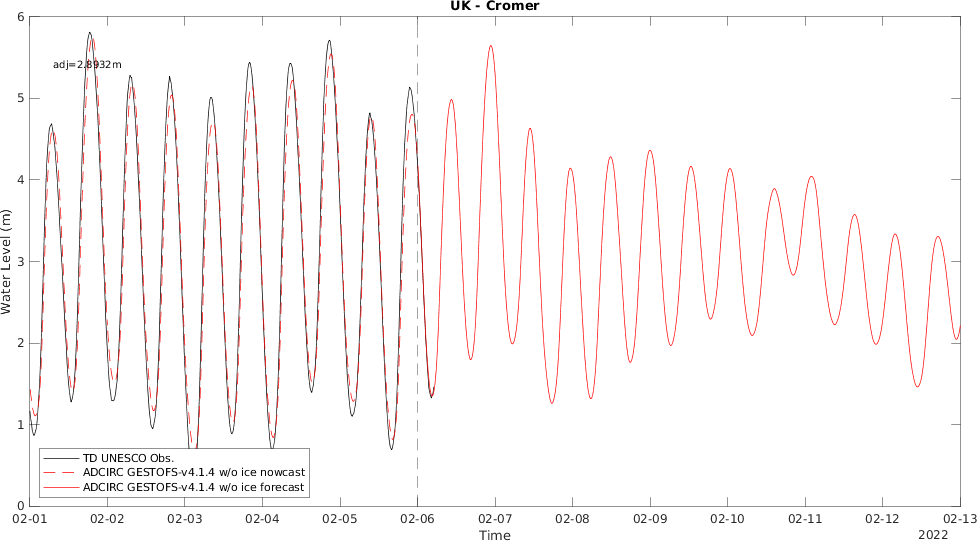 UK - Cromer
adj=2.8932m
Water Level (m)
6
5
4
3
2
1
0
TD UNESCO Obs.
ADCIRC GESTOFS-v4.1.4 w/o ice nowcast
ADCIRC GESTOFS-v4.1.4 w/o ice forecast
02-01 02-02 02-03 02-04 02-05 02-06 02-07 02-08 02-09 02-10 02-11 02-12 02-13
Time
2022